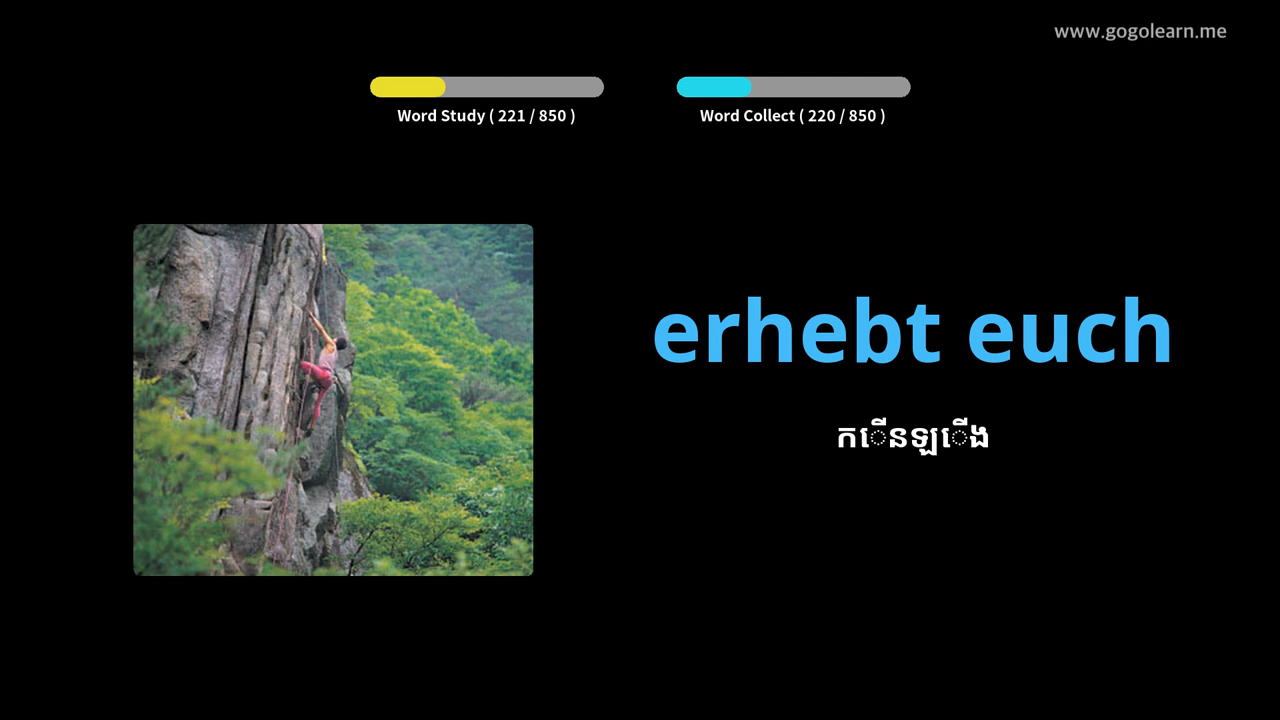 www.gogolearn.me
Word Study ( 221 / 850 )
Word Collect ( 220 / 850 )
erhebt euch
កើនឡើង